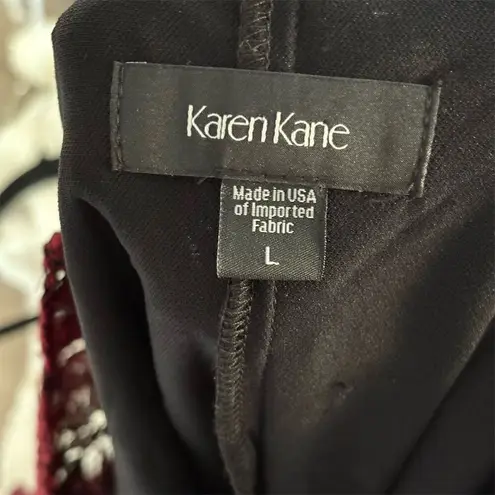 Karen Kane
Made in USA
of Imported
Fabric
L